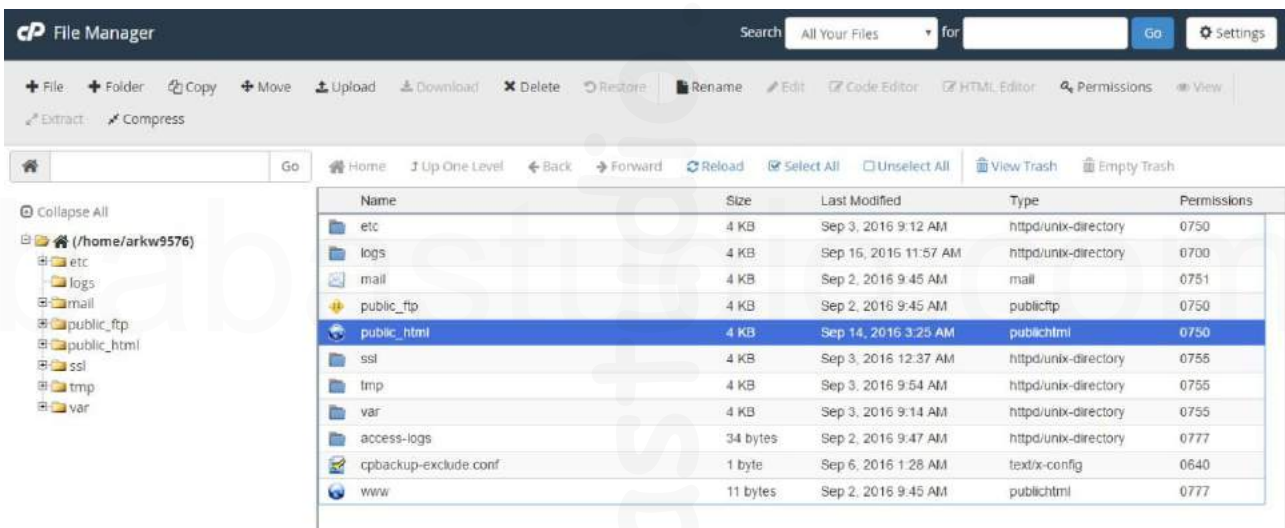 cP File Manager
Search All Your Files for Go Settings
File Folder Copy Move Upload Download Delete Restore Rename Edit Code Editor HTML Editor Permissions View
Extract Compress
Go Home Up One Level Back Forward Reload Select All Unselect All View Trash Empty Trash
Collapse All
(/home/arkw9576)
etc
logs
mail
public_ftp
public_html
ssl
tmp
var
Name Size Last Modified Type Permissions
etc 4 KB Sep 3, 2016 9:12 AM httpd/unix-directory 0750
logs 4 KB Sep 16, 2016 11:57 AM httpd/unix-directory 0700
mail 4 KB Sep 2, 2016 9:45 AM mail 0751
public_ftp 4 KB Sep 2, 2016 9:45 AM publicftp 0750
public_html 4 KB Sep 14, 2016 3:25 AM publichtml 0750
ssl 4 KB Sep 3, 2016 12:37 AM httpd/unix-directory 0755
tmp 4 KB Sep 3, 2016 9:54 AM httpd/unix-directory 0755
var 4 KB Sep 3, 2016 9:14 AM httpd/unix-directory 0755
access-logs 34 bytes Sep 2, 2016 9:47 AM httpd/unix-directory 0777
cpbackup-exclude.conf 1 byte Sep 6, 2016 1:28 AM text/x-config 0640
www 11 bytes Sep 2, 2016 9:45 AM publichtml 0777